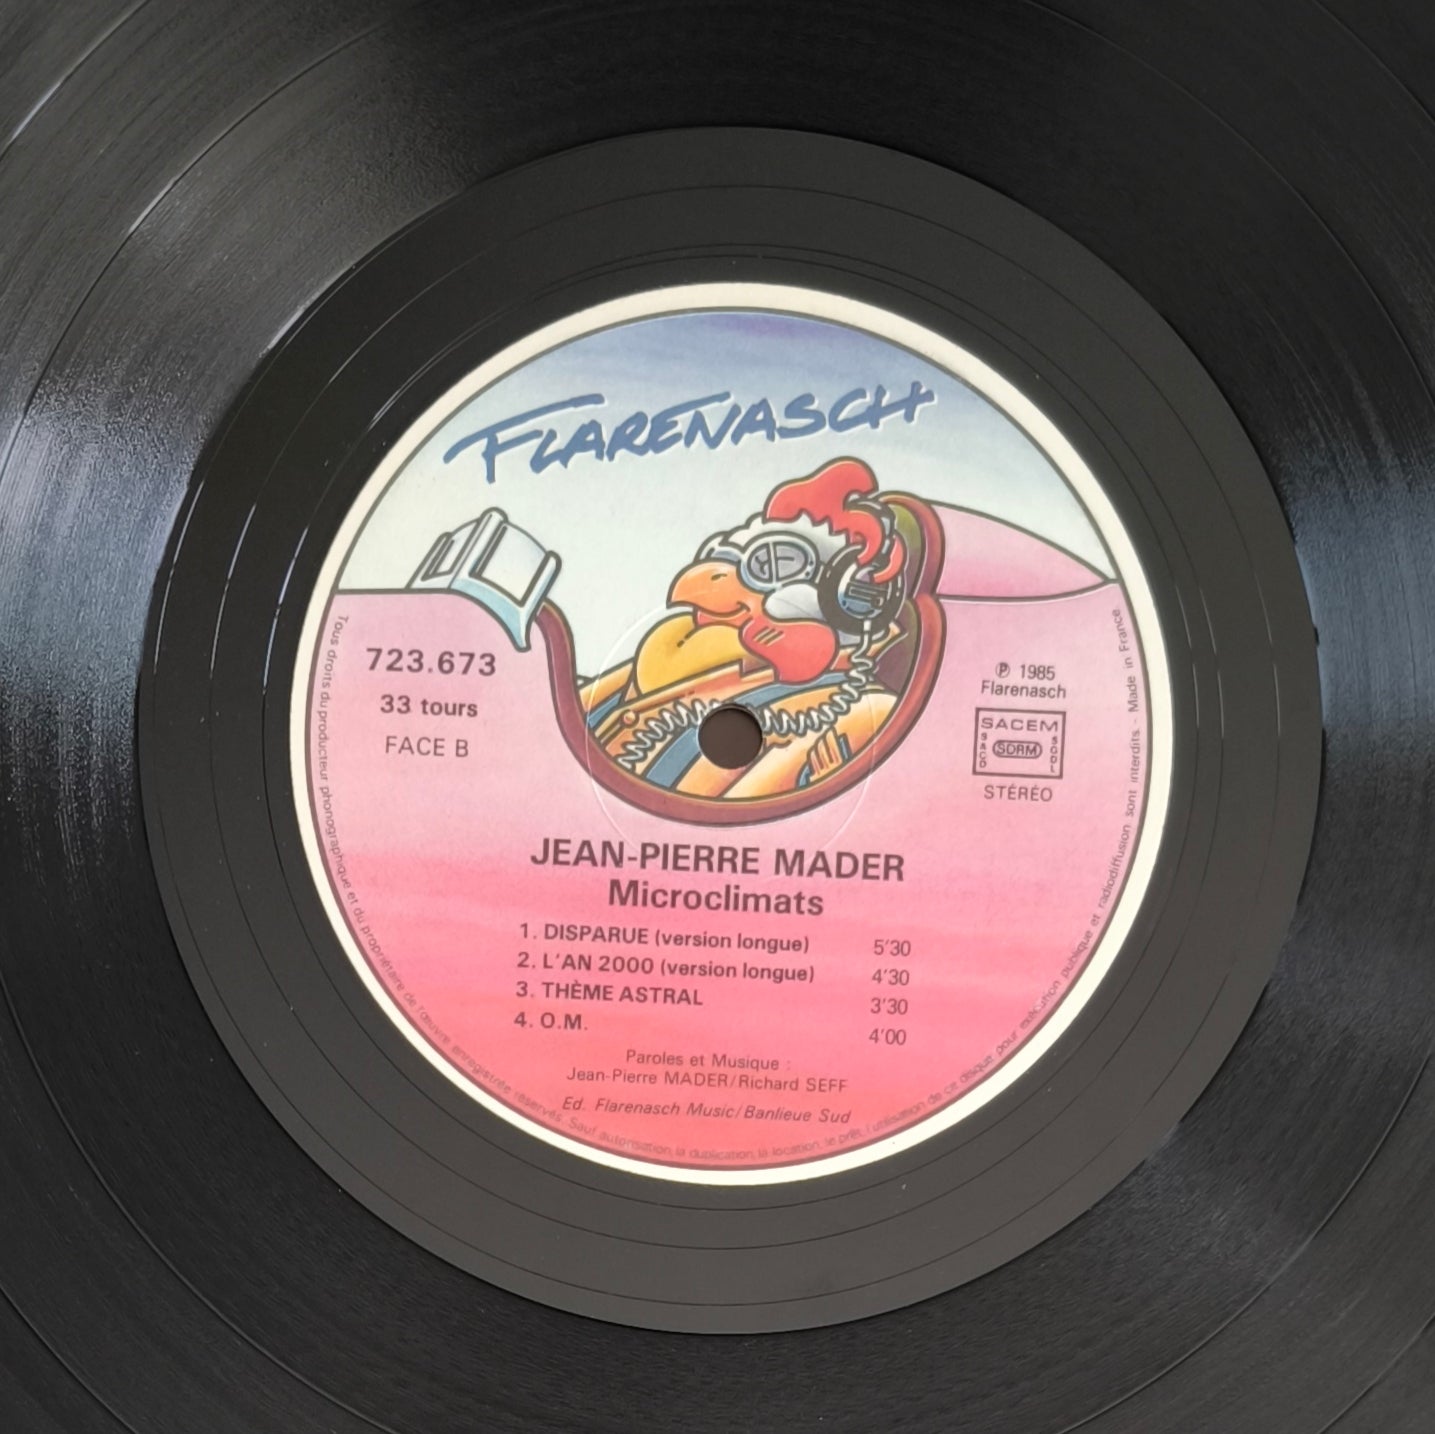 FLARENASCH
723.673
33 tours
FACE B
℗ 1985
Flarenasch
SACEM
SACD
SDRM
SGDL
STÉRÉO
JEAN-PIERRE MADER
Microclimats
1. DISPARUE (version longue) 5'30
2. L'AN 2000 (version longue) 4'30
3. THÈME ASTRAL 3'30
4. O.M. 4'00
Paroles et Musique :
Jean-Pierre MADER/Richard SEFF
Ed. Flarenasch Music/Banlieue Sud
Tous droits du producteur phonographique et du propriétaire de l'œuvre enregistrée réservés. Sauf autorisation, la duplication, la location, le prêt, l'utilisation de ce disque pour exécution publique et radiodiffusion sont interdits. - Made in France